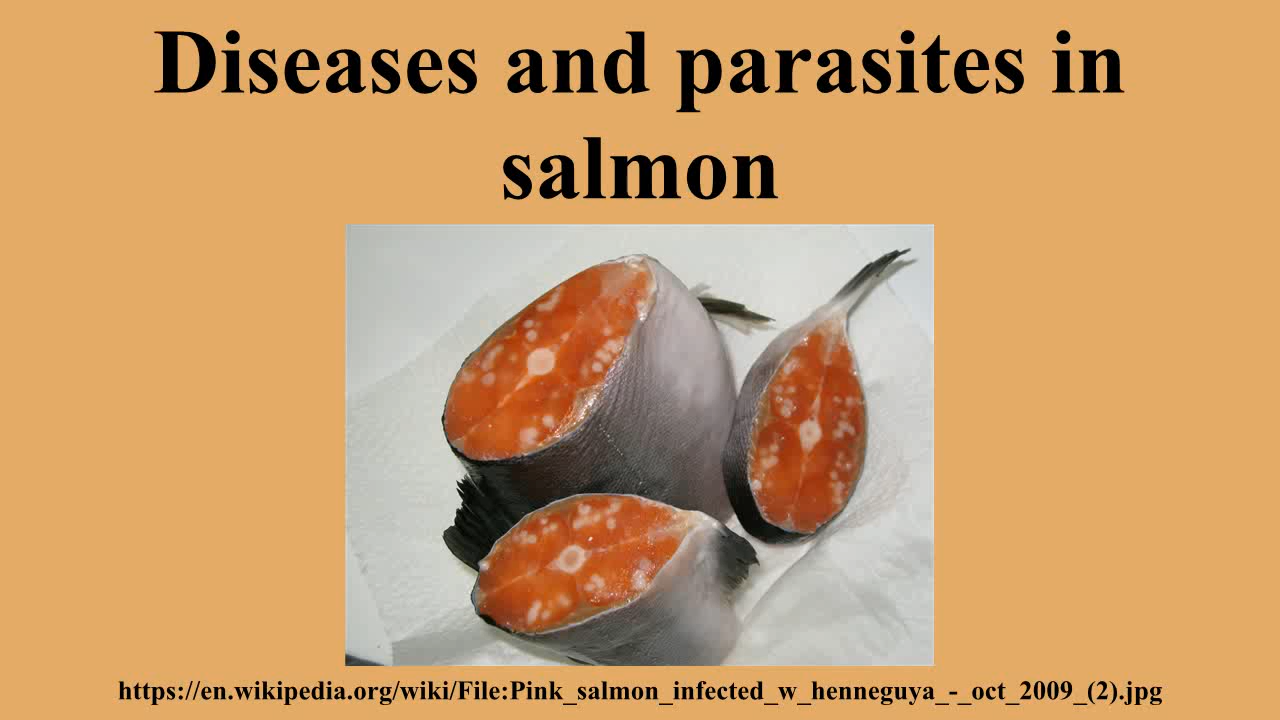 Diseases and parasites in
salmon
https://en.wikipedia.org/wiki/File:Pink_salmon_infected_w_henneguya_-_oct_2009_(2).jpg